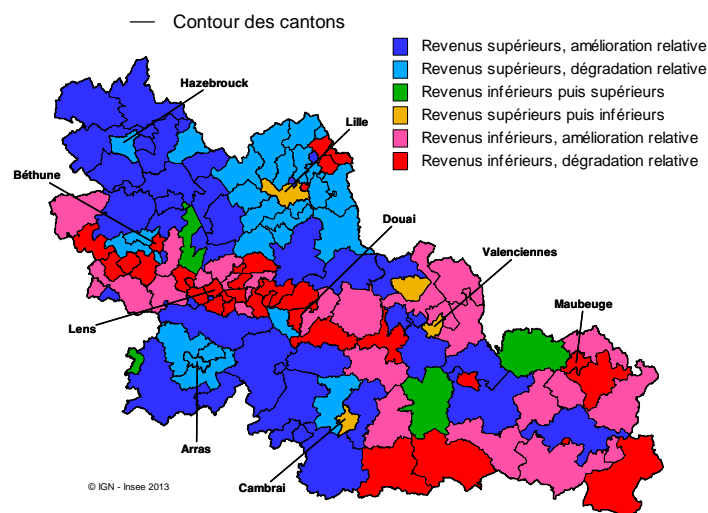 Contour des cantons
Revenus supérieurs, amélioration relative
Revenus supérieurs, dégradation relative
Revenus inférieurs puis supérieurs
Revenus supérieurs puis inférieurs
Revenus inférieurs, amélioration relative
Revenus inférieurs, dégradation relative
Hazebrouck
Lille
Béthune
Douai
Valenciennes
Maubeuge
Lens
Arras
Cambrai
© IGN - Insee 2013